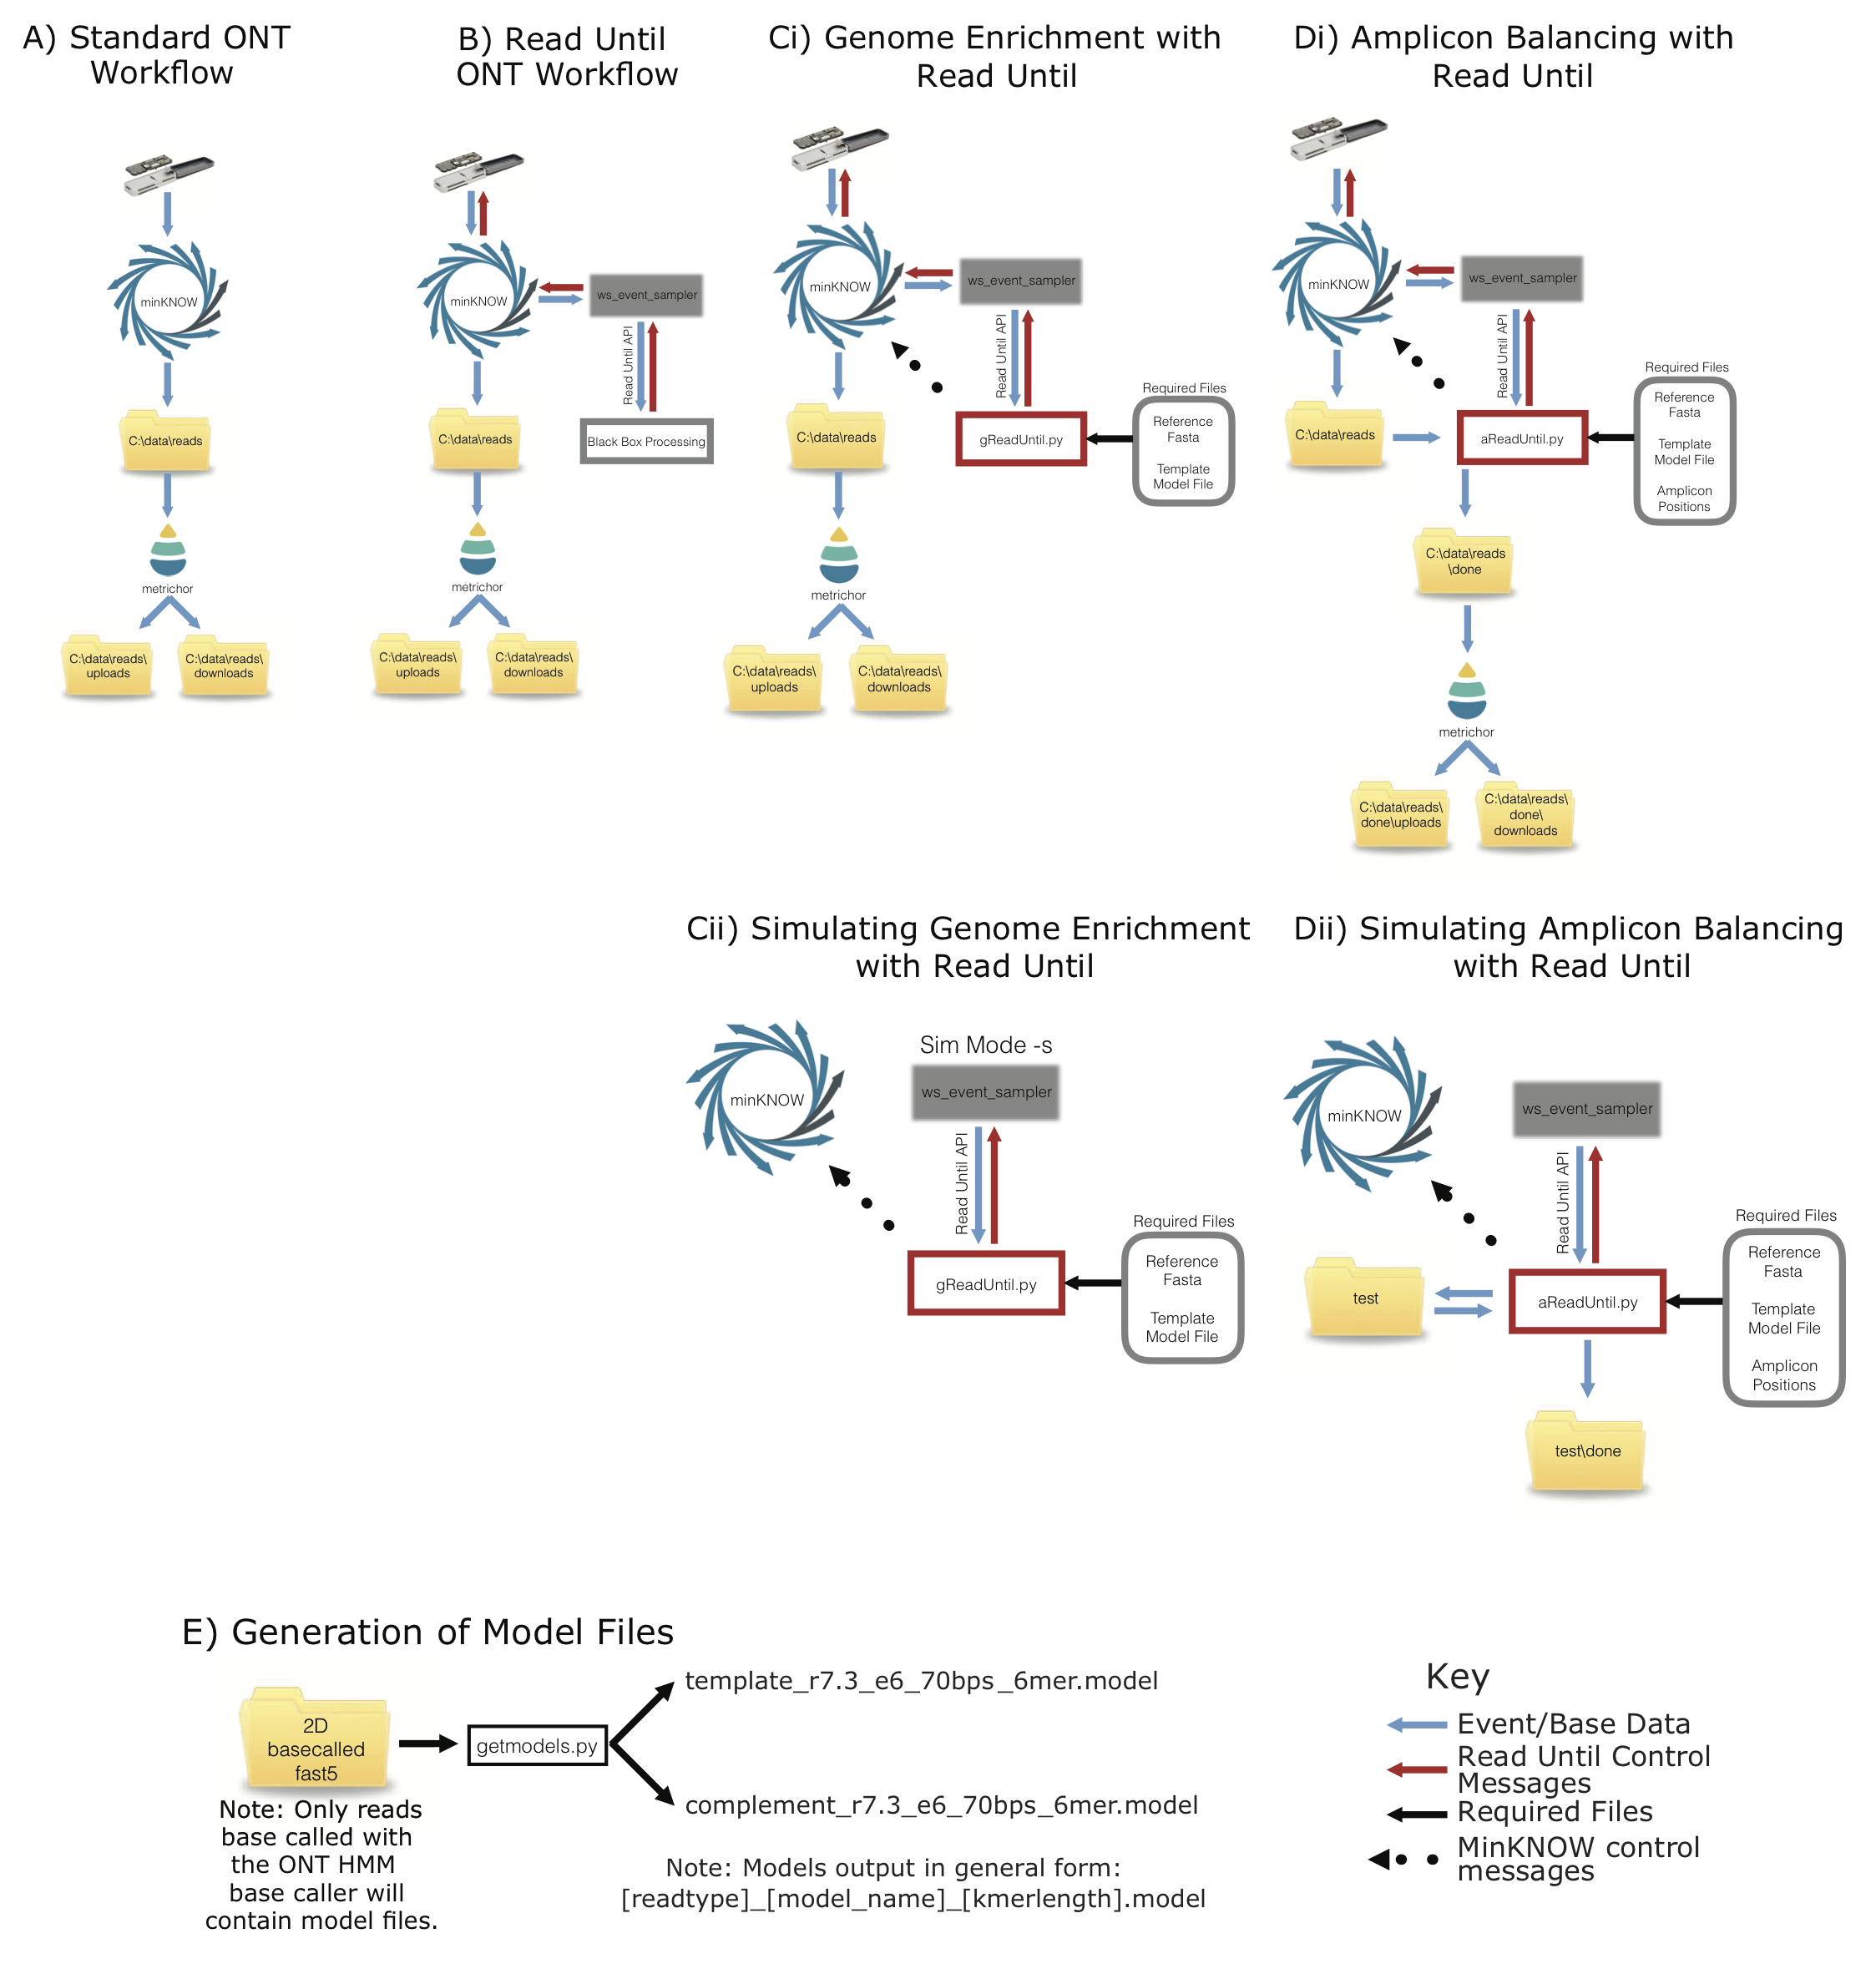 A) Standard ONT
Workflow
minKNOW
C:\data\reads
metrichor
C:\data\reads\
uploads
C:\data\reads\
downloads
B) Read Until
ONT Workflow
minKNOW
ws_event_sampler
Read Until API
Black Box Processing
C:\data\reads
metrichor
C:\data\reads\
uploads
C:\data\reads\
downloads
Ci) Genome Enrichment with
Read Until
minKNOW
ws_event_sampler
Read Until API
Required Files
Reference
Fasta
Template
Model File
gReadUntil.py
C:\data\reads
metrichor
C:\data\reads\
uploads
C:\data\reads\
downloads
Di) Amplicon Balancing with
Read Until
minKNOW
ws_event_sampler
Read Until API
Required Files
Reference
Fasta
Template
Model File
Amplicon
Positions
aReadUntil.py
C:\data\reads
C:\data\reads
\done
metrichor
C:\data\reads\
done\uploads
C:\data\reads\
done\
downloads
Cii) Simulating Genome Enrichment
with Read Until
minKNOW
Sim Mode -s
ws_event_sampler
Read Until API
Required Files
Reference
Fasta
Template
Model File
gReadUntil.py
Dii) Simulating Amplicon Balancing
with Read Until
minKNOW
ws_event_sampler
Read Until API
Required Files
Reference
Fasta
Template
Model File
Amplicon
Positions
test
aReadUntil.py
test\done
E) Generation of Model Files
2D
basecalled
fast5
getmodels.py
template_r7.3_e6_70bps_6mer.model
complement_r7.3_e6_70bps_6mer.model
Note: Only reads
base called with
the ONT HMM
base caller will
contain model files.
Note: Models output in general form:
[readtype]_[model_name]_[kmerlength].model
Key
Event/Base Data
Read Until Control
Messages
Required Files
MinKNOW control
messages